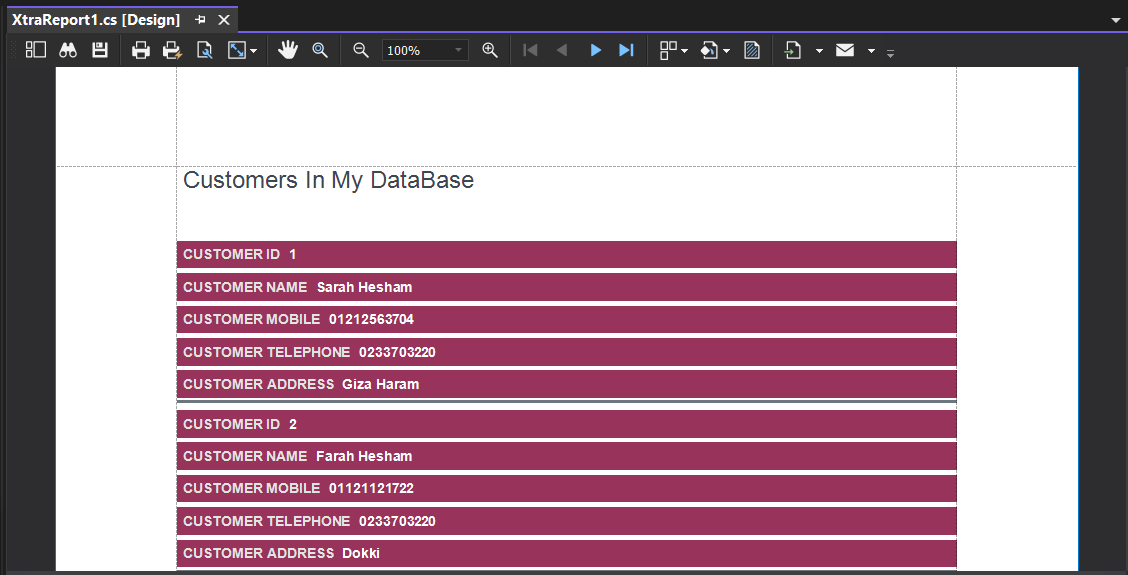 XtraReport1.cs [Design]
100%
Customers In My DataBase
CUSTOMER ID 1
CUSTOMER NAME Sarah Hesham
CUSTOMER MOBILE 01212563704
CUSTOMER TELEPHONE 0233703220
CUSTOMER ADDRESS Giza Haram
CUSTOMER ID 2
CUSTOMER NAME Farah Hesham
CUSTOMER MOBILE 01121121722
CUSTOMER TELEPHONE 0233703220
CUSTOMER ADDRESS Dokki